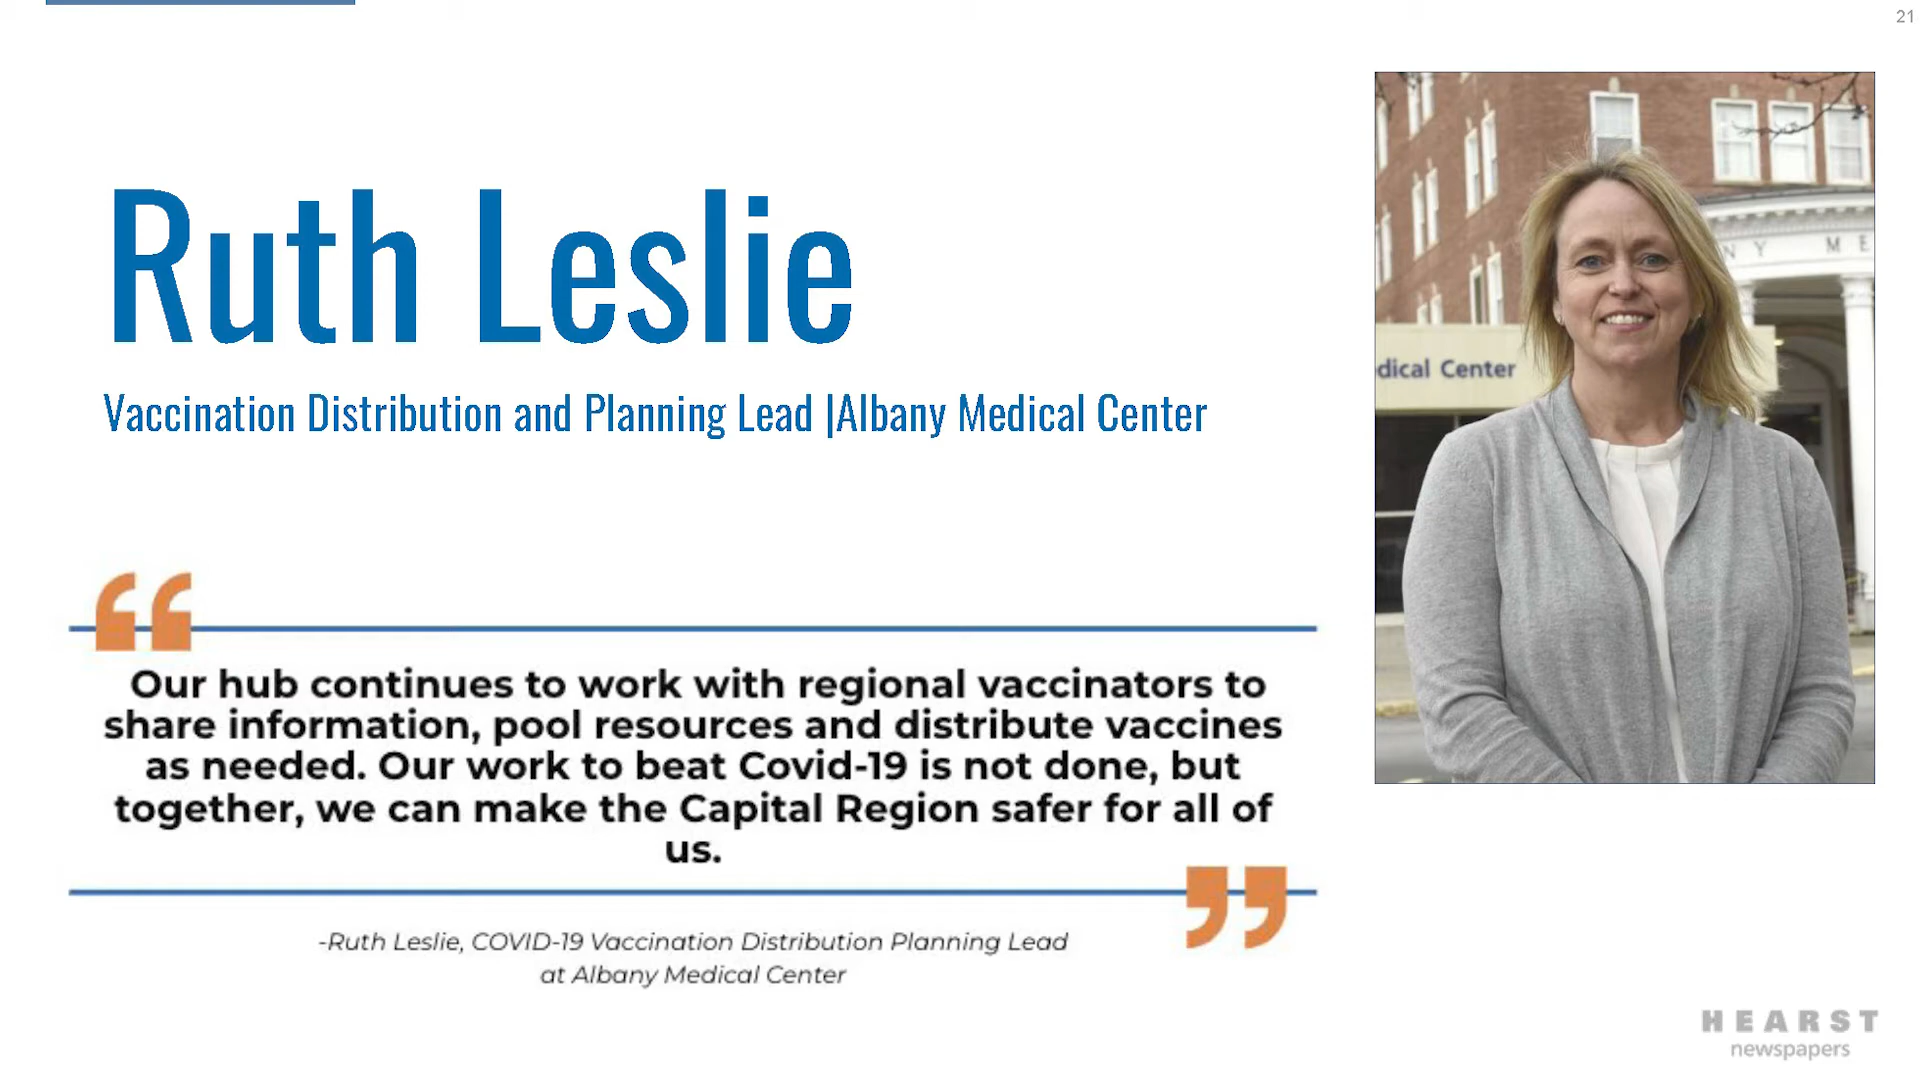 21
Ruth Leslie
Vaccination Distribution and Planning Lead |Albany Medical Center
NY ME
dical Center
Our hub continues to work with regional vaccinators to
share information, pool resources and distribute vaccines
as needed. Our work to beat Covid-19 is not done, but
together, we can make the Capital Region safer for all of
us.
-Ruth Leslie, COVID-19 Vaccination Distribution Planning Lead
at Albany Medical Center
HEARST
newspapers